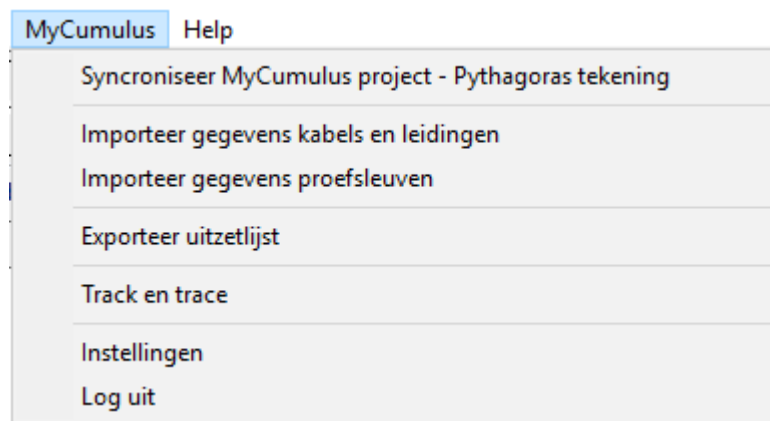 MyCumulus Help
Syncroniseer MyCumulus project - Pythagoras tekening
Importeer gegevens kabels en leidingen
Importeer gegevens proefsleuven
Exporteer uitzetlijst
Track en trace
Instellingen
Log uit